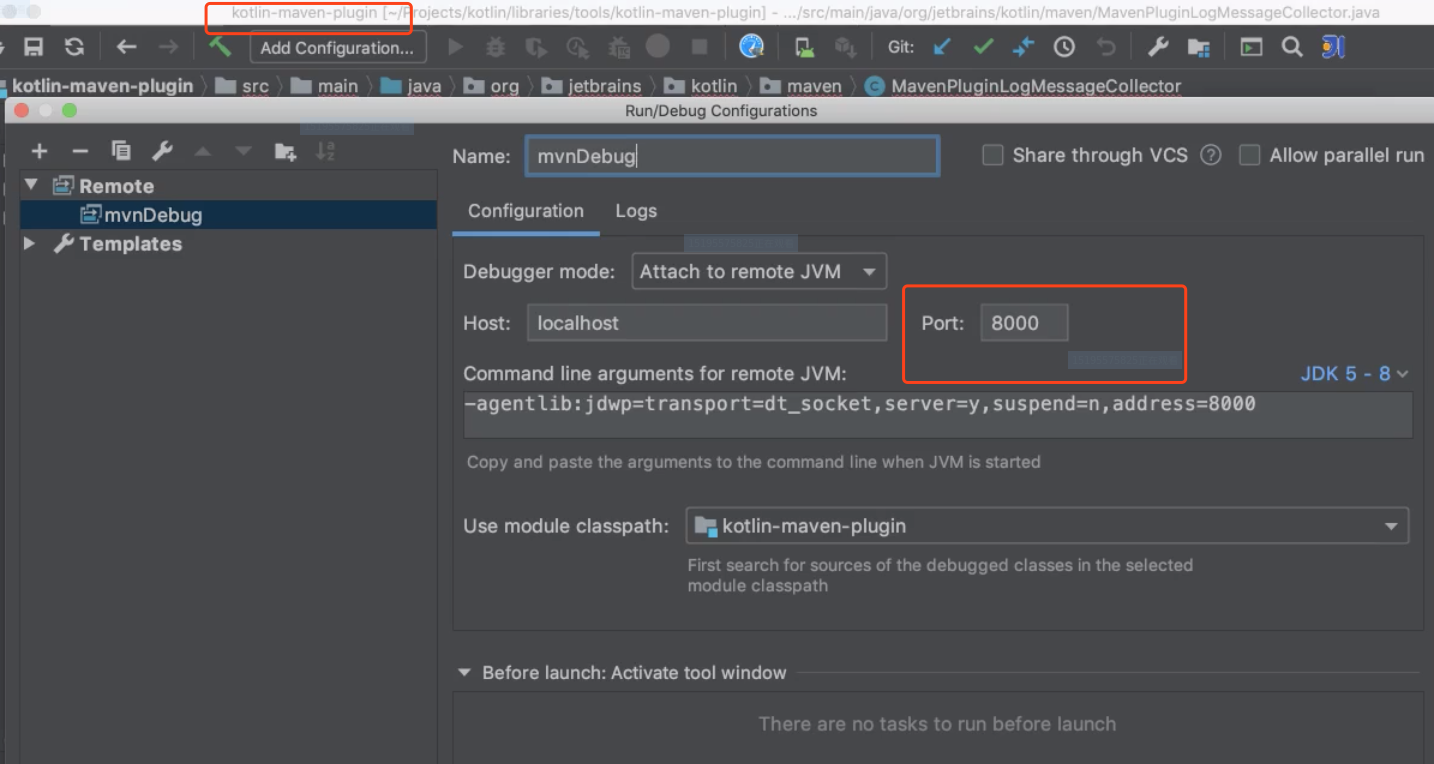 kotlin-maven-plugin [~/Projects/kotlin/libraries/tools/kotlin-maven-plugin] - .../src/main/java/org/jetbrains/kotlin/maven/MavenPluginLogMessageCollector.java
Add Configuration... Git:
kotlin-maven-plugin src main java org jetbrains kotlin maven C MavenPluginLogMessageCollector
Run/Debug Configurations
Name: mvnDebug Share through VCS ? Allow parallel run
Remote
mvnDebug
Templates
Configuration Logs
Debugger mode: Attach to remote JVM
Host: localhost Port: 8000
Command line arguments for remote JVM: JDK 5 - 8
-agentlib:jdwp=transport=dt_socket,server=y,suspend=n,address=8000
Copy and paste the arguments to the command line when JVM is started
Use module classpath: kotlin-maven-plugin
First search for sources of the debugged classes in the selected
module classpath
Before launch: Activate tool window
There are no tasks to run before launch